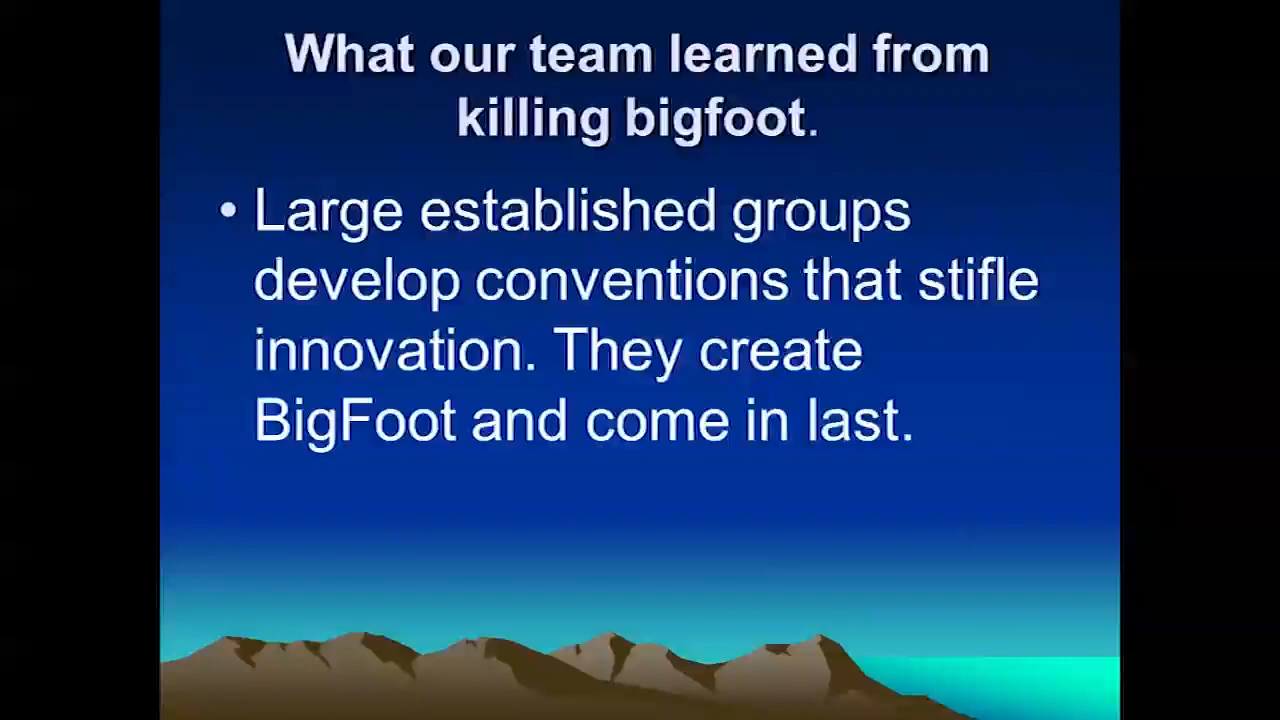 What our team learned from
killing bigfoot.
• Large established groups
develop conventions that stifle
innovation. They create
BigFoot and come in last.